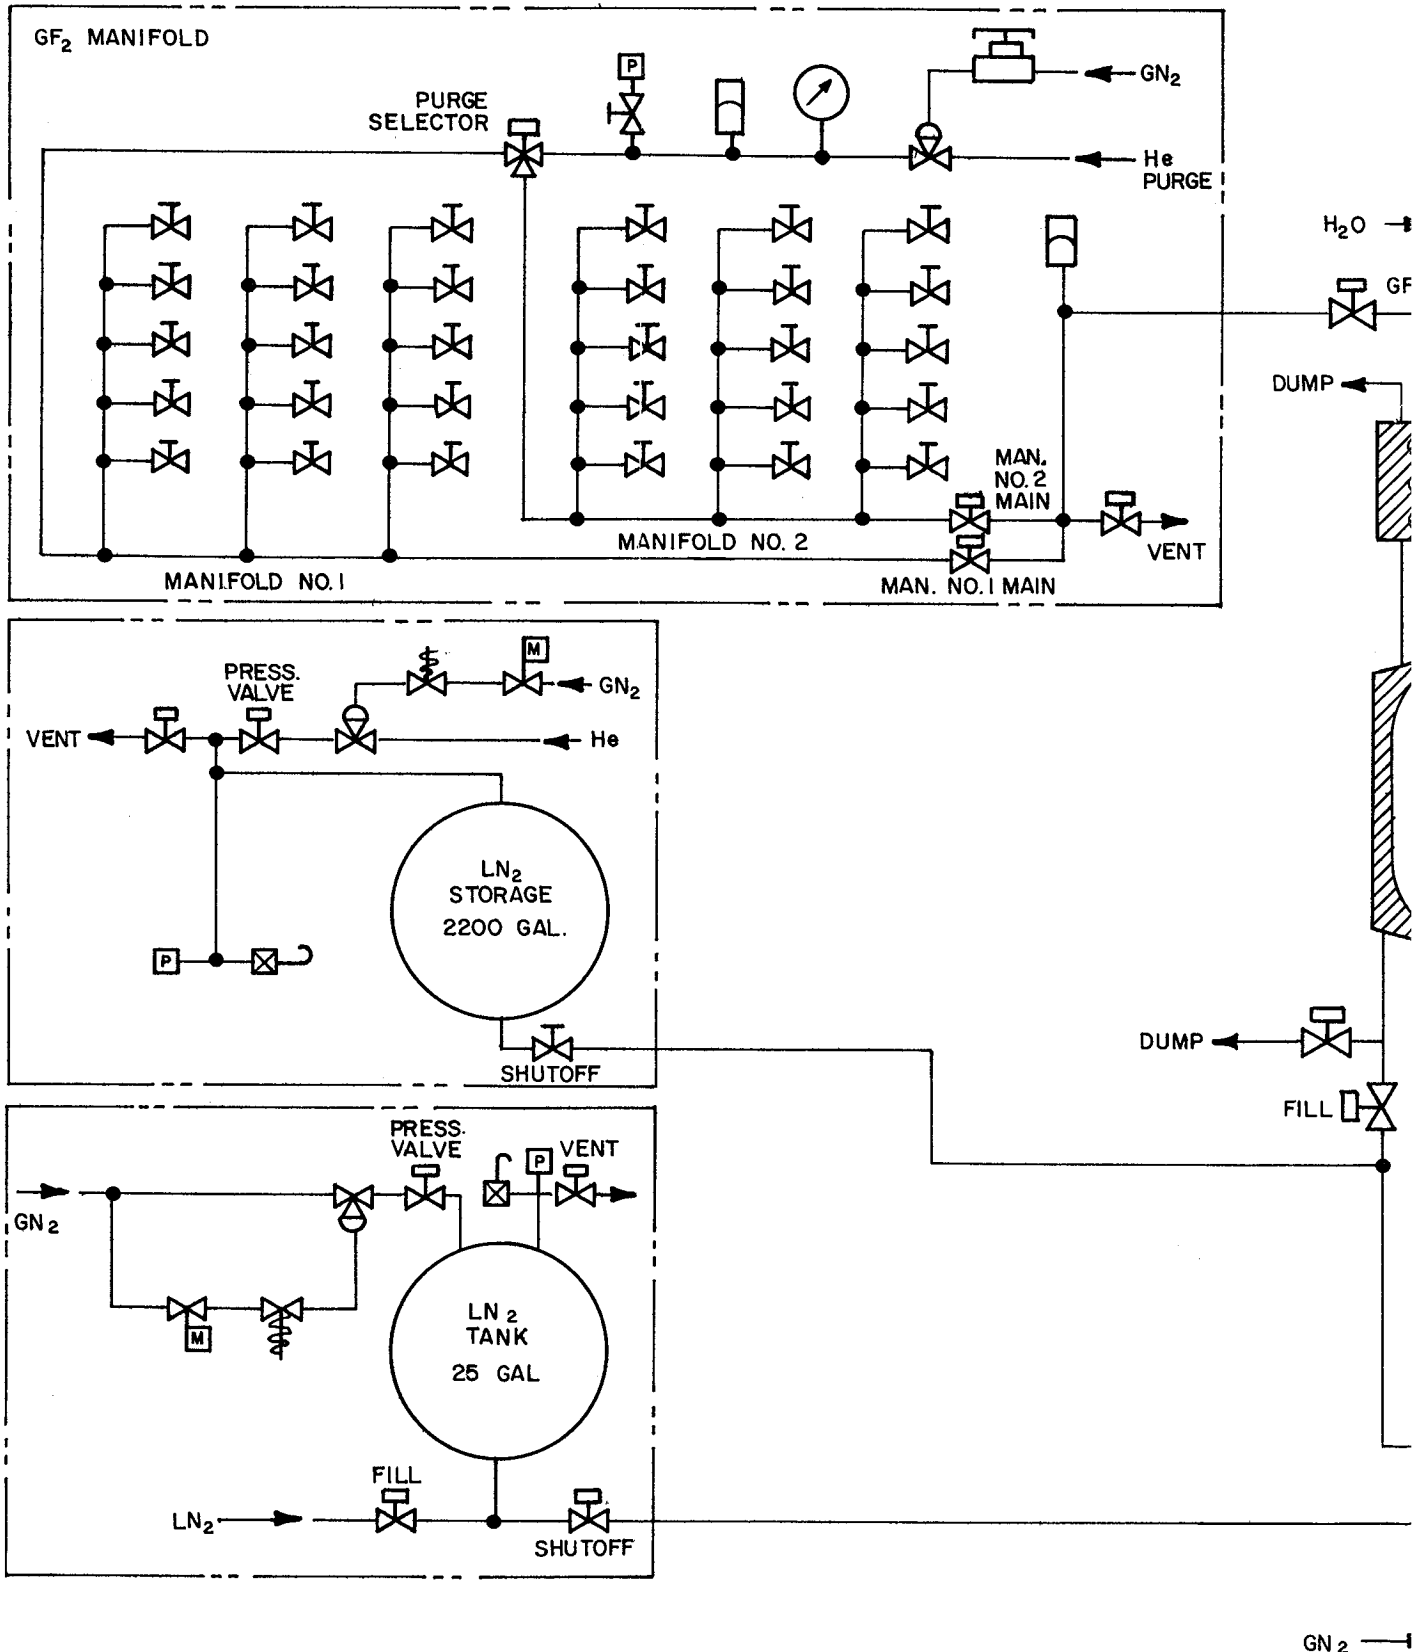 GF₂ MANIFOLD
P
GN₂
PURGE
SELECTOR
He
PURGE
H₂O
GF
DUMP
MAN.
NO. 2
MAIN
MANIFOLD NO. 2
VENT
MANIFOLD NO. 1
MAN. NO. 1 MAIN
M
PRESS.
VALVE
GN₂
VENT
He
LN₂
STORAGE
2200 GAL.
P
DUMP
SHUTOFF
FILL
PRESS.
VALVE
P
VENT
GN₂
LN₂
TANK
25 GAL
M
FILL
LN₂
SHUTOFF
GN₂